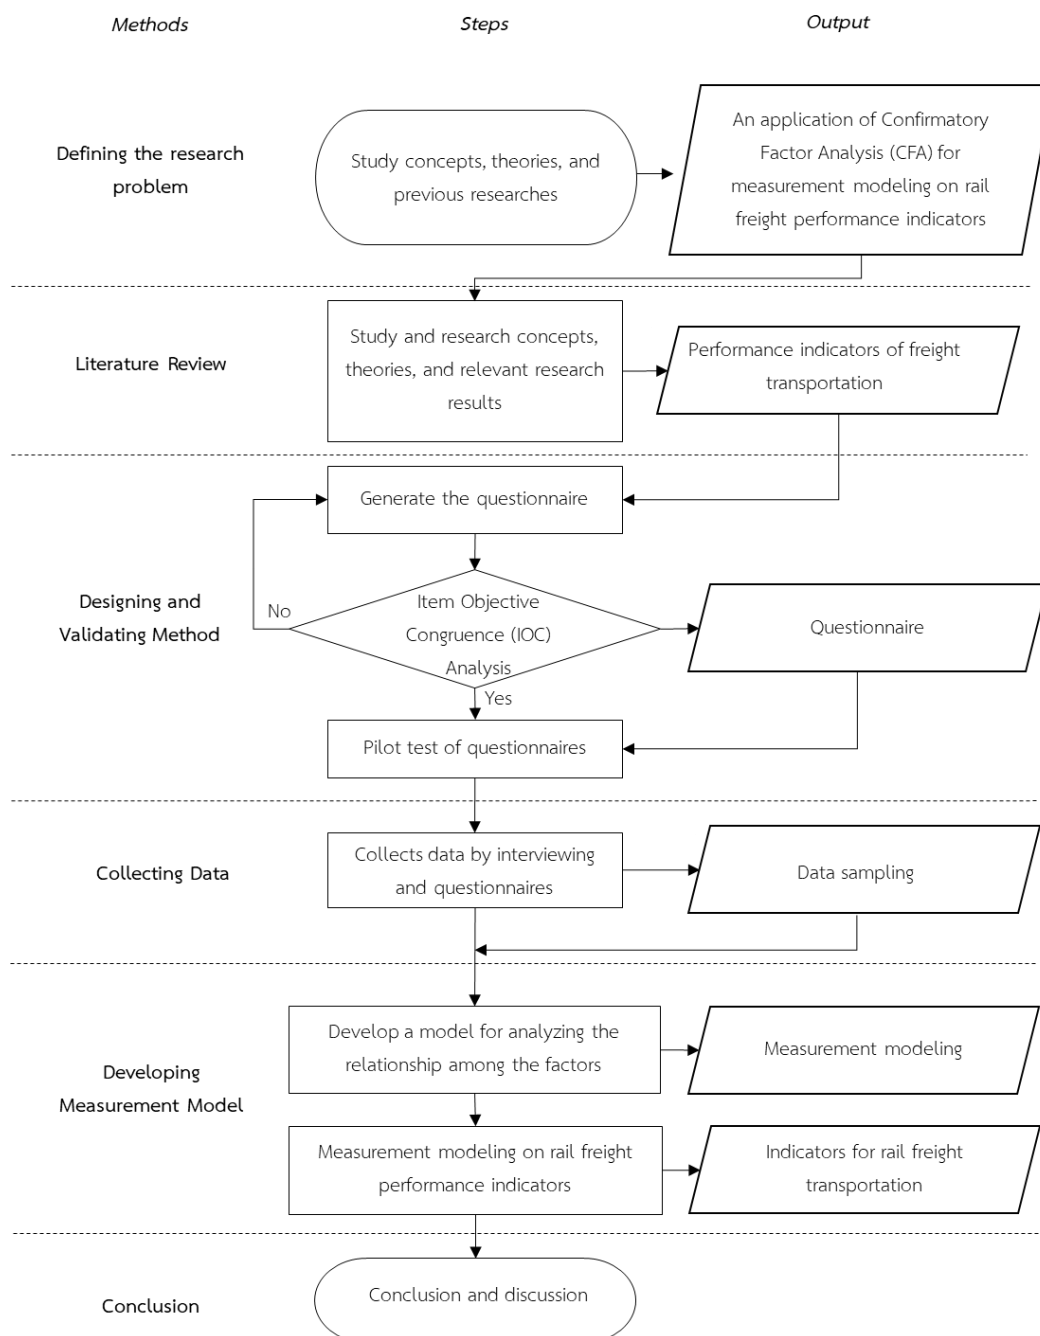 Methods
Steps
Output
Defining the research
problem
Study concepts, theories, and
previous researches
An application of Confirmatory
Factor Analysis (CFA) for
measurement modeling on rail
freight performance indicators
Literature Review
Study and research concepts,
theories, and relevant research
results
Performance indicators of freight
transportation
Designing and
Validating Method
Generate the questionnaire
No
Item Objective
Congruence (IOC)
Analysis
Yes
Questionnaire
Pilot test of questionnaires
Collecting Data
Collects data by interviewing
and questionnaires
Data sampling
Developing
Measurement Model
Develop a model for analyzing the
relationship among the factors
Measurement modeling
Measurement modeling on rail freight
performance indicators
Indicators for rail freight
transportation
Conclusion
Conclusion and discussion